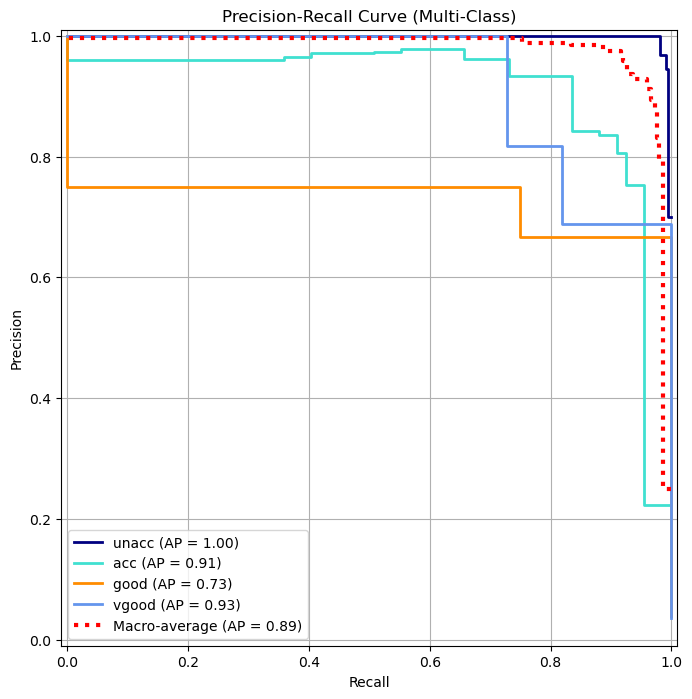 Precision-Recall Curve (Multi-Class)
1.0
0.8
0.6
0.4
0.2
0.0
Precision
unacc (AP = 1.00)
acc (AP = 0.91)
good (AP = 0.73)
vgood (AP = 0.93)
Macro-average (AP = 0.89)
0.0 0.2 0.4 0.6 0.8 1.0
Recall